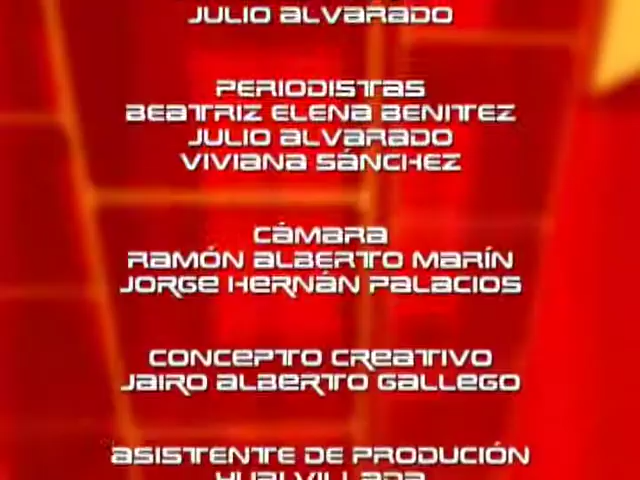 JULIO ALVARADO
PERIODISTAS
BEATRIZ ELENA BENITEZ
JULIO ALVARADO
VIVIANA SÁNCHEZ
CÁMARA
RAMÓN ALBERTO MARÍN
JORGE HERNÁN PALACIOS
CONCEPTO CREATIVO
JAIRO ALBERTO GALLEGO
ASISTENTE DE PRODUCIÓN